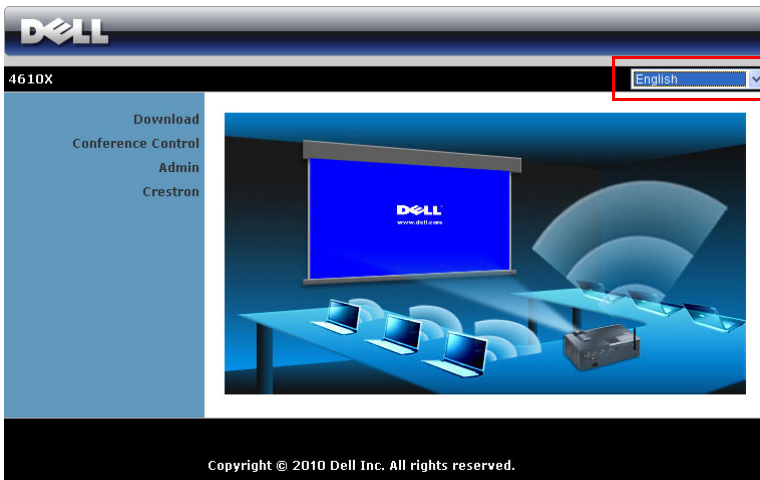 DELL
4610X
English
Download
Conference Control
Admin
Crestron
DELL
www.dell.com
Copyright © 2010 Dell Inc. All rights reserved.